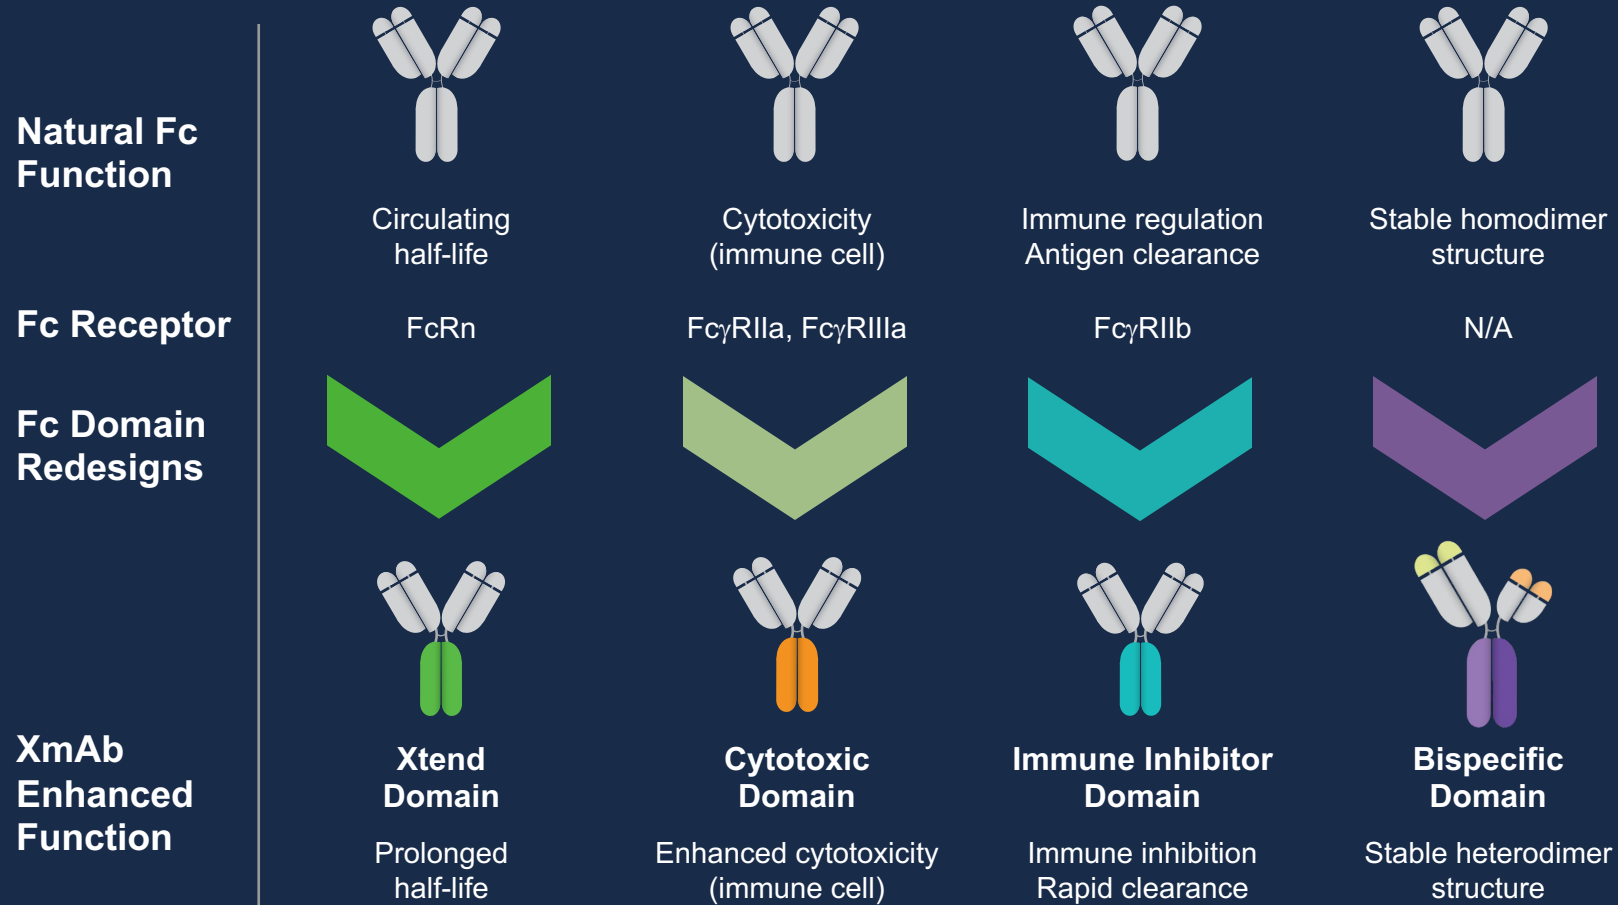 Natural Fc
Function
Circulating
half-life
Cytotoxicity
(immune cell)
Immune regulation
Antigen clearance
Stable homodimer
structure
Fc Receptor
FcRn
FcγRIIa, FcγRIIIa
FcγRIIb
N/A
Fc Domain
Redesigns
XmAb
Enhanced
Function
Xtend
Domain
Cytotoxic
Domain
Immune Inhibitor
Domain
Bispecific
Domain
Prolonged
half-life
Enhanced cytotoxicity
(immune cell)
Immune inhibition
Rapid clearance
Stable heterodimer
structure